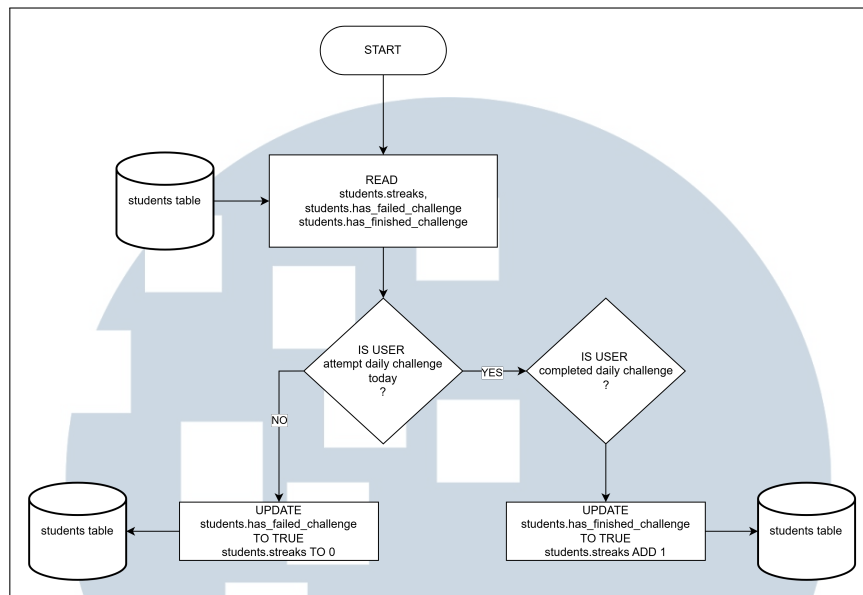 START
students table
READ
students.streaks,
students.has_failed_challenge
students.has_finished_challenge
IS USER
attempt daily challenge
today
?
YES
IS USER
completed daily challenge
?
NO
students table
UPDATE
students.has_failed_challenge
TO TRUE
students.streaks TO 0
UPDATE
students.has_finished_challenge
TO TRUE
students.streaks ADD 1
students table